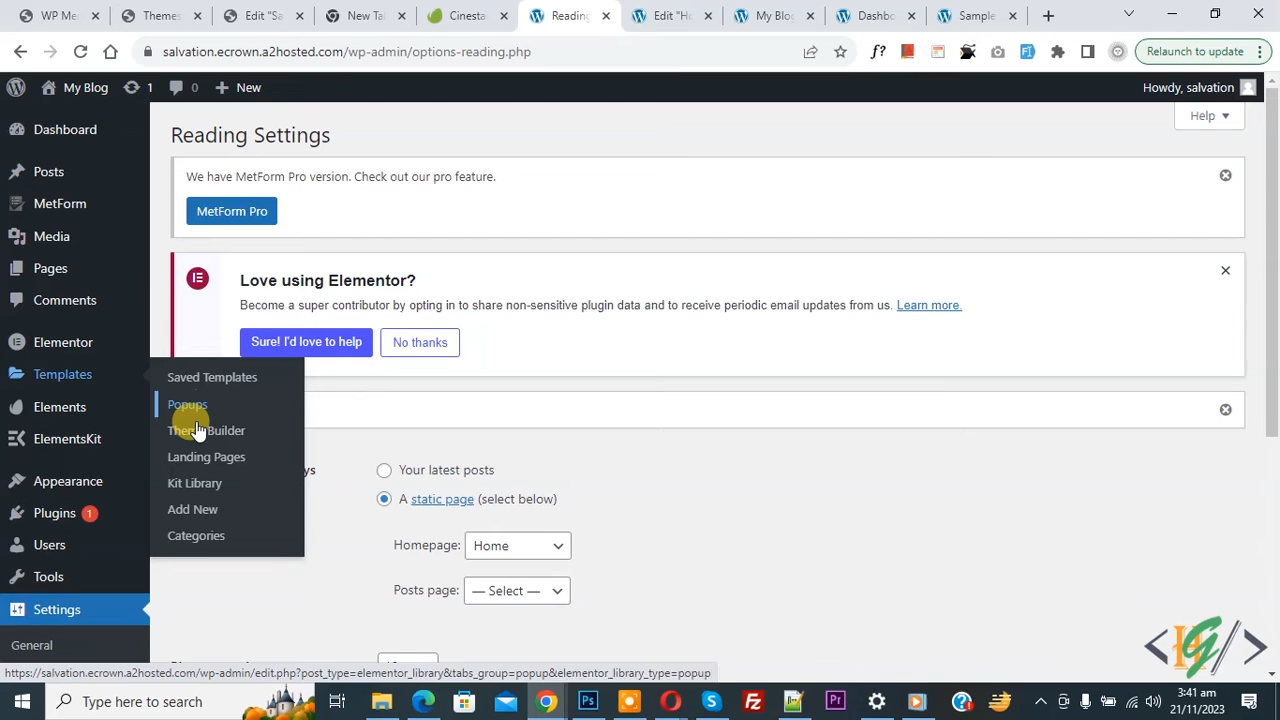 WP Me
Themes
Edit "Sa
New Ta
Cinesta
Reading
Edit "Ho
My Blog
Dashbo
Sample
salvation.ecrown.a2hosted.com/wp-admin/options-reading.php
f?
Relaunch to update
My Blog
1
0
New
Howdy, salvation
Dashboard
Posts
MetForm
Media
Pages
Comments
Elementor
Templates
Elements
ElementsKit
Appearance
Plugins 1
Users
Tools
Settings
General
Saved Templates
Popups
Theme Builder
Landing Pages
Kit Library
Add New
Categories
Help
Reading Settings
We have MetForm Pro version. Check out our pro feature.
MetForm Pro
Love using Elementor?
Become a super contributor by opting in to share non-sensitive plugin data and to receive periodic email updates from us. Learn more.
Sure! I'd love to help
No thanks
Your latest posts
A static page (select below)
Homepage: Home
Posts page: — Select —
https://salvation.ecrown.a2hosted.com/wp-admin/edit.php?post_type=elementor_library&tabs_group=popup&elementor_library_type=popup
Type here to search
3:41 am
21/11/2023